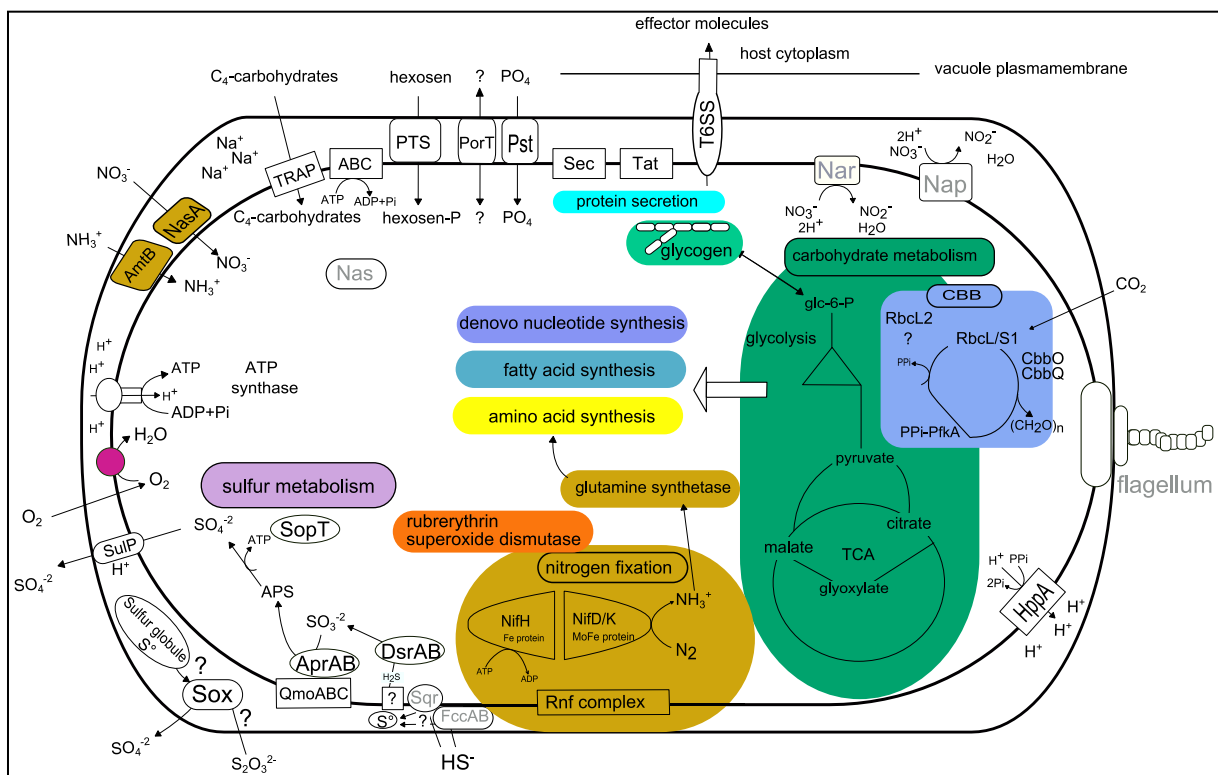 effector molecules
host cytoplasm
vacuole plasmamembrane
C₄-carbohydrates
hexosen
?
PO₄
T6SS
Na⁺
Na⁺
Na⁺
TRAP
ABC
PTS
PorT
Pst
Sec
Tat
Nar
Nap
2H⁺
NO₃⁻
NO₂⁻
H₂O
NO₃⁻
NasA
NH₃⁺
AmtB
NO₃⁻
NH₃⁺
C₄-carbohydrates
ATP
ADP+Pi
hexosen-P
?
PO₄
protein secretion
NO₃⁻
2H⁺
NO₂⁻
H₂O
Nas
glycogen
carbohydrate metabolism
CBB
CO₂
glc-6-P
glycolysis
RbcL2
?
RbcL/S1
CbbO
CbbQ
PPi
PPi-PfkA
(CH2O)n
denovo nucleotide synthesis
fatty acid synthesis
amino acid synthesis
H⁺
H⁺
H⁺
H⁺
ATP
ADP+Pi
ATP
synthase
H₂O
O₂
O₂
pyruvate
citrate
malate
TCA
glyoxylate
flagellum
sulfur metabolism
glutamine synthetase
rubrerythrin
superoxide dismutase
nitrogen fixation
SO₄⁻²
SopT
ATP
SulP
H⁺
SO₄⁻²
APS
NifH
Fe protein
NifD/K
MoFe protein
NH₃⁺
N2
ATP
ADP
Rnf complex
H⁺
PPi
2Pi
HppA
H⁺
H⁺
H⁺
Sulfur globule
S°
?
SO₃⁻²
AprAB
DsrAB
QmoABC
H₂S
?
Sqr
S°
?
FccAB
HS⁻
Sox
?
SO₄⁻²
S₂O₃²⁻